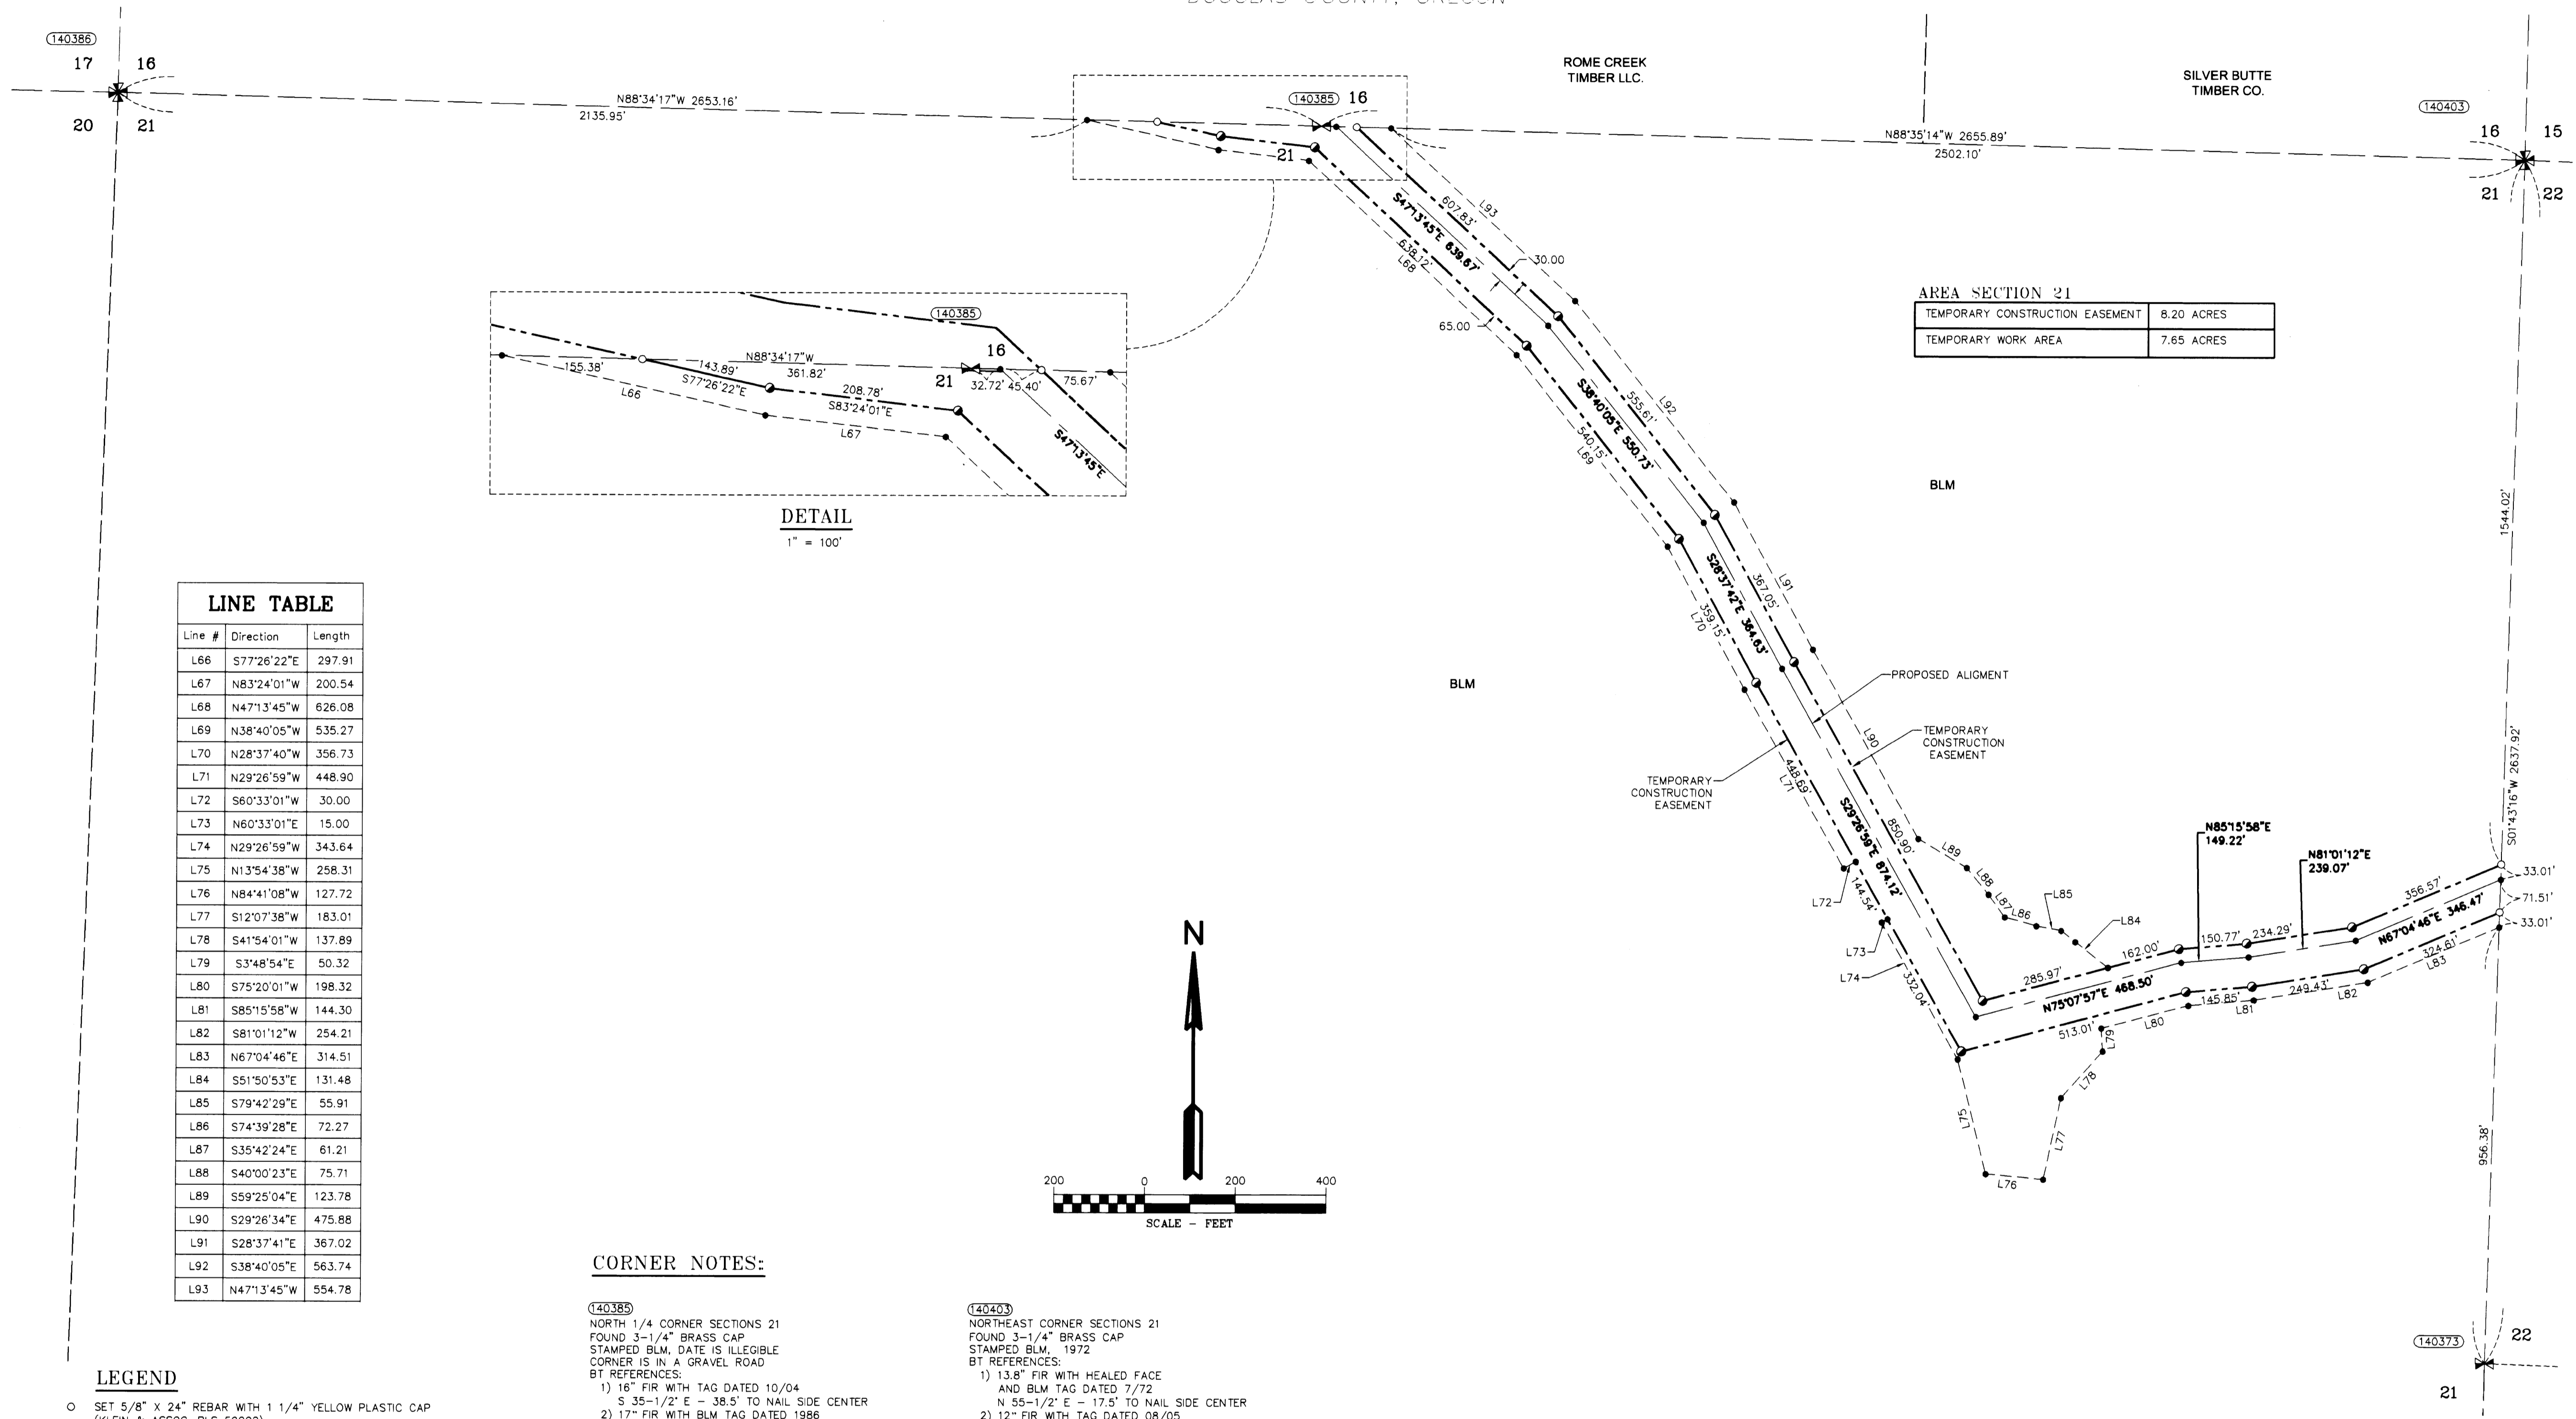 DOUGLAS COUNTY, OREGON
140386
17 16
20 21
N88°34'17"W 2653.16'
2135.95'
140385 16
21
ROME CREEK
TIMBER LLC.
SILVER BUTTE
TIMBER CO.
140403
16 15
21 22
N88°35'14"W 2655.89'
2502.10'
L93
607.83'
S47°13'45"E 639.67'
30.00
638.12'
L68
65.00
AREA SECTION 21
TEMPORARY CONSTRUCTION EASEMENT 8.20 ACRES
TEMPORARY WORK AREA 7.65 ACRES
140385
16
N88°34'17"W
155.38' 143.89' 361.82'
S77°26'22"E
L66
21
32.72' 45.40' 75.67'
208.78'
S83°24'01"E
L67
S47°13'45"E
DETAIL
1" = 100'
L92
555.61'
S38°40'05"E 550.73'
540.15'
L69
BLM
1544.02'
L91
367.05'
S28°37'42"E 364.63'
359.15'
L70
BLM
PROPOSED ALIGMENT
L90
TEMPORARY
CONSTRUCTION
EASEMENT
TEMPORARY
CONSTRUCTION
EASEMENT
448.69'
L71
S29°26'59"E 874.12'
850.90'
S01°43'16"W 2637.92'
L72
144.54'
L73
L74
332.04'
L89
L88
L87
L86
L85
L84
N85°15'58"E
149.22'
N81°01'12"E
239.07'
356.57'
33.01'
71.51'
33.01'
N67°04'46"E 346.47'
324.61'
L83
285.97'
162.00'
150.77'
234.29'
N75°07'57"E 468.50'
513.01'
145.85'
249.43'
L80
L81
L82
L79
L78
L77
L76
L75
956.38'
LINE TABLE
Line # Direction Length
L66 S77°26'22"E 297.91
L67 N83°24'01"W 200.54
L68 N47°13'45"W 626.08
L69 N38°40'05"W 535.27
L70 N28°37'40"W 356.73
L71 N29°26'59"W 448.90
L72 S60°33'01"W 30.00
L73 N60°33'01"E 15.00
L74 N29°26'59"W 343.64
L75 N13°54'38"W 258.31
L76 N84°41'08"W 127.72
L77 S12°07'38"W 183.01
L78 S41°54'01"W 137.89
L79 S3°48'54"E 50.32
L80 S75°20'01"W 198.32
L81 S85°15'58"W 144.30
L82 S81°01'12"W 254.21
L83 N67°04'46"E 314.51
L84 S51°50'53"E 131.48
L85 S79°42'29"E 55.91
L86 S74°39'28"E 72.27
L87 S35°42'24"E 61.21
L88 S40°00'23"E 75.71
L89 S59°25'04"E 123.78
L90 S29°26'34"E 475.88
L91 S28°37'41"E 367.02
L92 S38°40'05"E 563.74
L93 N47°13'45"W 554.78
N
200 0 200 400
SCALE - FEET
CORNER NOTES:
140385
NORTH 1/4 CORNER SECTIONS 21
FOUND 3-1/4" BRASS CAP
STAMPED BLM, DATE IS ILLEGIBLE
CORNER IS IN A GRAVEL ROAD
BT REFERENCES:
1) 16" FIR WITH TAG DATED 10/04
S 35-1/2° E - 38.5' TO NAIL SIDE CENTER
2) 17" FIR WITH BLM TAG DATED 1986
140403
NORTHEAST CORNER SECTIONS 21
FOUND 3-1/4" BRASS CAP
STAMPED BLM, 1972
BT REFERENCES:
1) 13.8" FIR WITH HEALED FACE
AND BLM TAG DATED 7/72
N 55-1/2° E - 17.5' TO NAIL SIDE CENTER
2) 12" FIR WITH TAG DATED 08/05
140373
22
21
LEGEND
SET 5/8" X 24" REBAR WITH 1 1/4" YELLOW PLASTIC CAP